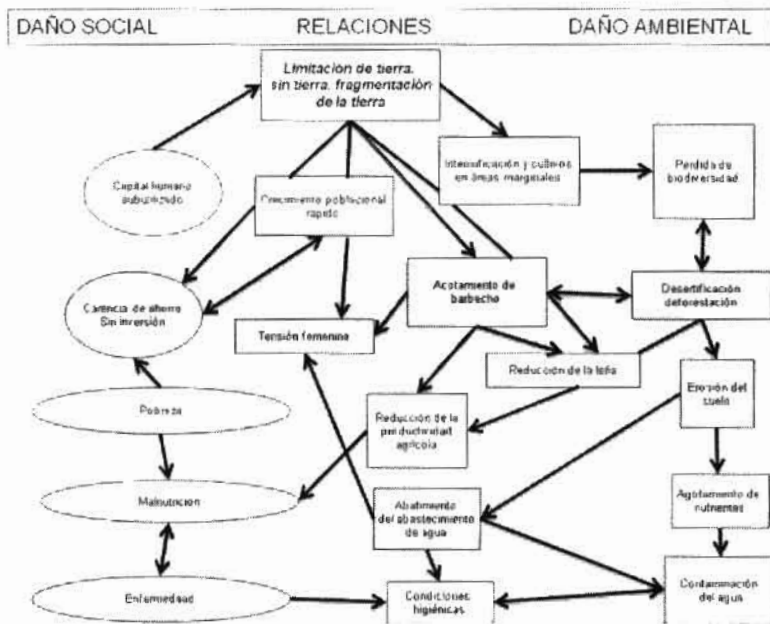 DAÑO SOCIAL
RELACIONES
DAÑO AMBIENTAL
Limitación de tierra,
sin tierra, fragmentación
de la tierra
Capital humano
subutilizado
Crecimiento poblacional
rápido
Intensificación y cultivos
en áreas marginales
Pérdida de
biodiversidad
Carencia de ahorro
Sin inversión
Tensión femenina
Acotamiento de
barbecho
Desertificación
deforestación
Reducción de la leña
Pobreza
Reducción de la
productividad
agrícola
Erosión del
suelo
Malnutrición
Abatimiento
del abastecimiento
de agua
Agotamiento de
nutrientes
Enfermedad
Condiciones
higiénicas
Contaminación
del agua